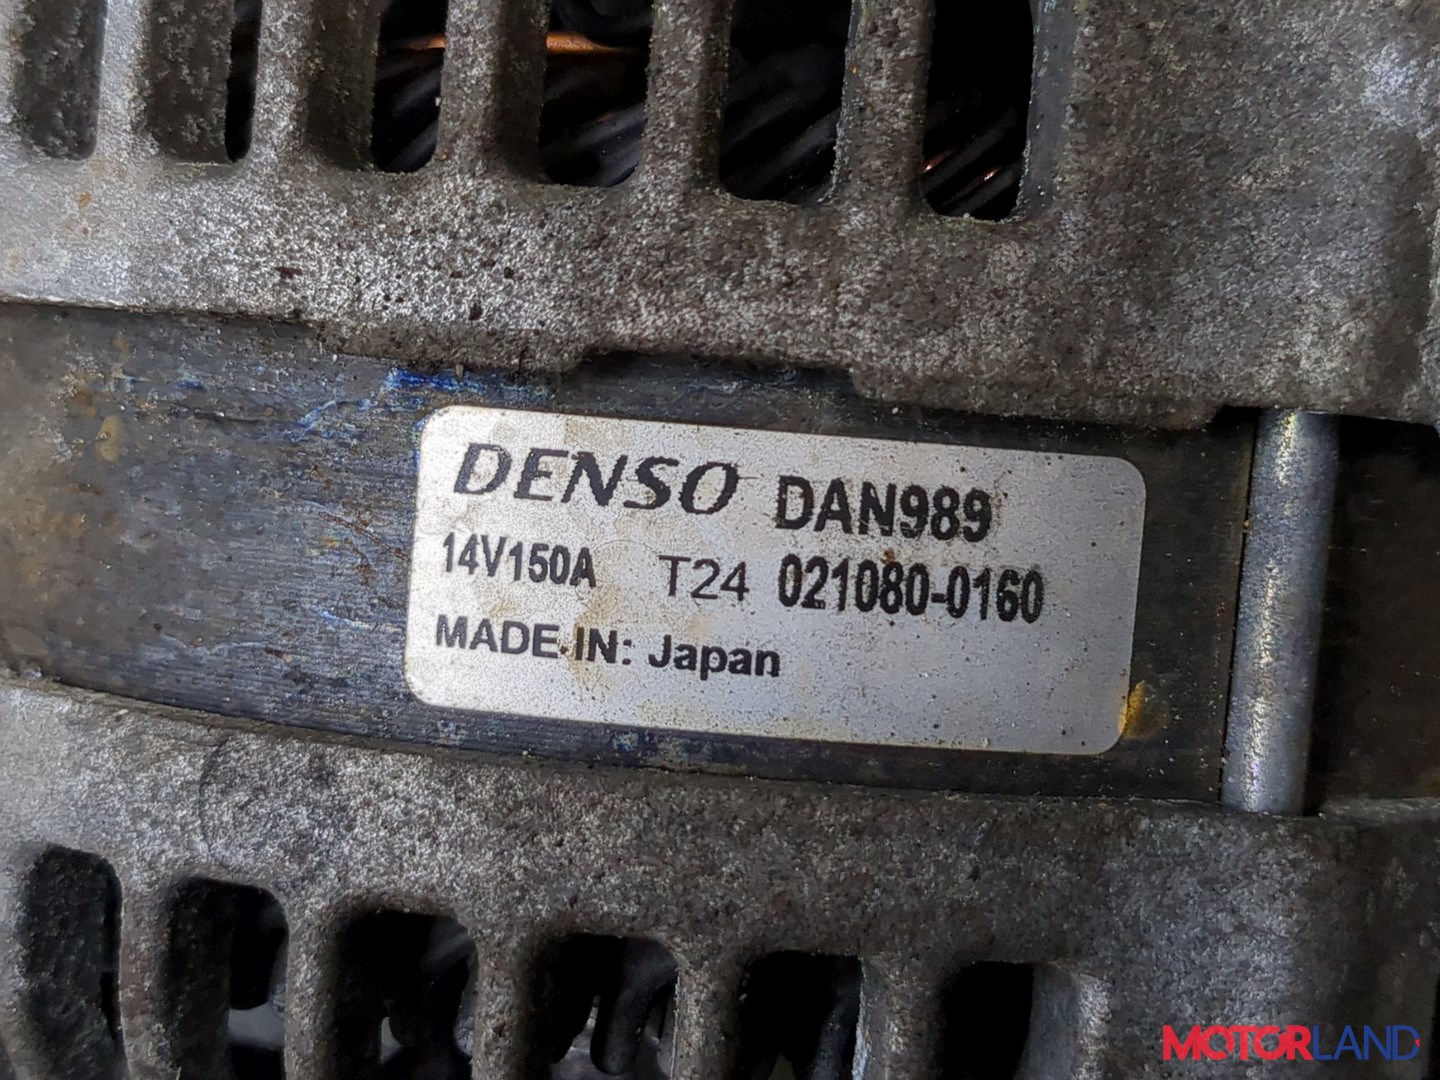 DENSO DAN989
14V150A T24 021080-0160
MADE IN: Japan
MOTORLAND